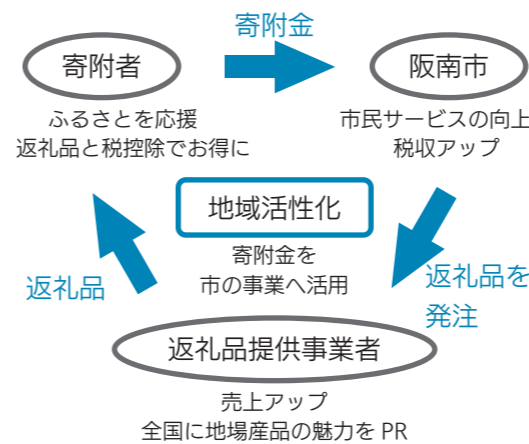 寄附金
寄附者
阪南市
ふるさとを応援
返礼品と税控除でお得に
市民サービスの向上
税収アップ
地域活性化
寄附金を
市の事業へ活用
返礼品
返礼品を
発注
返礼品提供事業者
売上アップ
全国に地場産品の魅力を PR